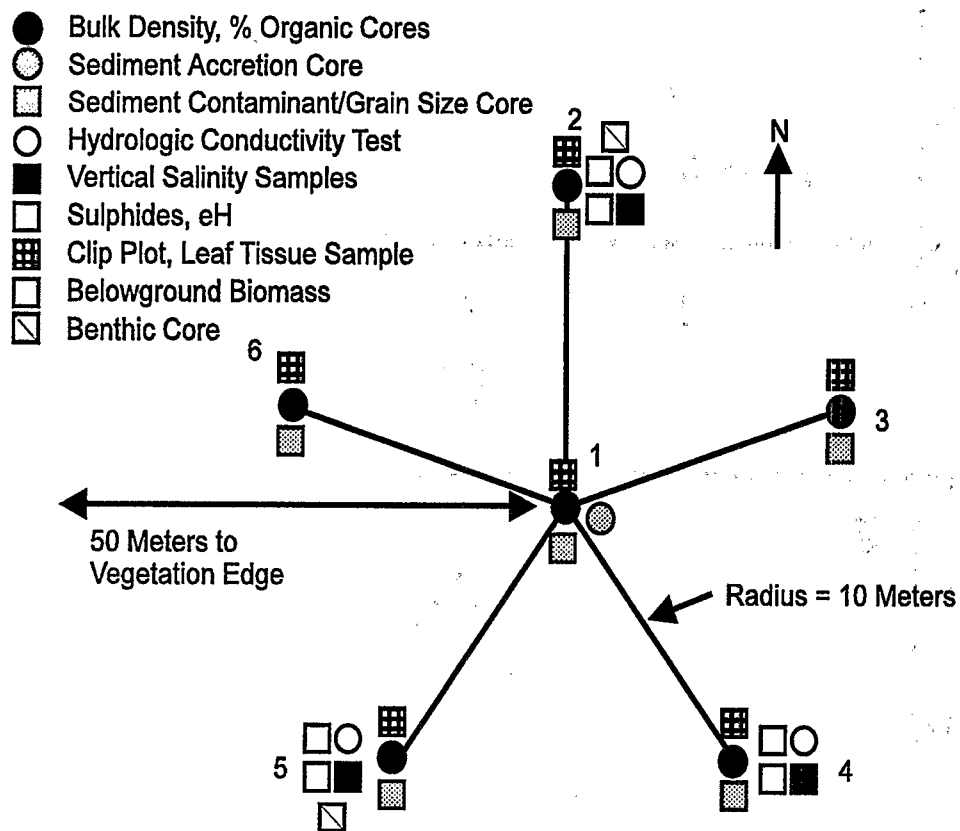 Bulk Density, % Organic Cores
Sediment Accretion Core
Sediment Contaminant/Grain Size Core
Hydrologic Conductivity Test
Vertical Salinity Samples
Sulphides, eH
Clip Plot, Leaf Tissue Sample
Belowground Biomass
Benthic Core
2
N
6
3
1
50 Meters to
Vegetation Edge
Radius = 10 Meters
5
4